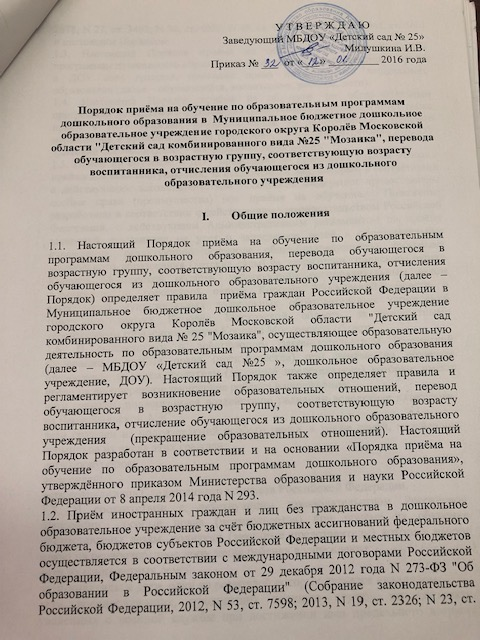 УТВЕРЖДАЮ
Заведующий МБДОУ «Детский сад № 25»
Милушкина И.В.
Приказ № 32 от « 12 » 01 2016 года
Порядок приёма на обучение по образовательным программам
дошкольного образования в Муниципальное бюджетное дошкольное
образовательное учреждение городского округа Королёв Московской
области "Детский сад комбинированного вида №25 "Мозаика", перевода
обучающегося в возрастную группу, соответствующую возрасту
воспитанника, отчисления обучающегося из дошкольного
образовательного учреждения
I. Общие положения
1.1. Настоящий Порядок приёма на обучение по образовательным
программам дошкольного образования, перевода обучающегося в
возрастную группу, соответствующую возрасту воспитанника, отчисления
обучающегося из дошкольного образовательного учреждения (далее –
Порядок) определяет правила приёма граждан Российской Федерации в
Муниципальное бюджетное дошкольное образовательное учреждение
городского округа Королёв Московской области "Детский сад
комбинированного вида № 25 "Мозаика", осуществляющее образовательную
деятельность по образовательным программам дошкольного образования
(далее – МБДОУ «Детский сад №25 », дошкольное образовательное
учреждение, ДОУ). Настоящий Порядок также определяет правила и
регламентирует возникновение образовательных отношений, перевод
обучающегося в возрастную группу, соответствующую возрасту
воспитанника, отчисление обучающегося из дошкольного образовательного
учреждения (прекращение образовательных отношений). Настоящий
Порядок разработан в соответствии и на основании «Порядка приёма на
обучение по образовательным программам дошкольного образования»,
утверждённого приказом Министерства образования и науки Российской
Федерации от 8 апреля 2014 года N 293.
1.2. Приём иностранных граждан и лиц без гражданства в дошкольное
образовательное учреждение за счёт бюджетных ассигнований федерального
бюджета, бюджетов субъектов Российской Федерации и местных бюджетов
осуществляется в соответствии с международными договорами Российской
Федерации, Федеральным законом от 29 декабря 2012 года N 273-ФЗ "Об
образовании в Российской Федерации" (Собрание законодательства
Российской Федерации, 2012, N 53, ст. 7598; 2013, N 19, ст. 2326; N 23, ст.